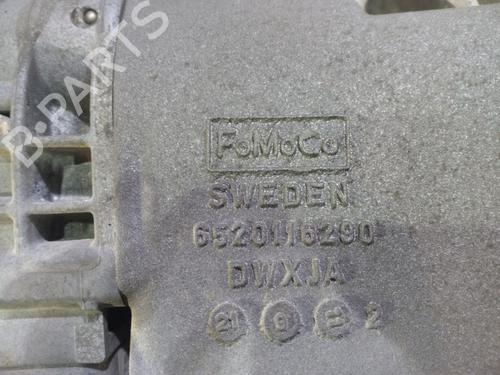 B-PARTS
FoMoCo
SWEDEN
6520116290
DWXJA
21 6 E 2